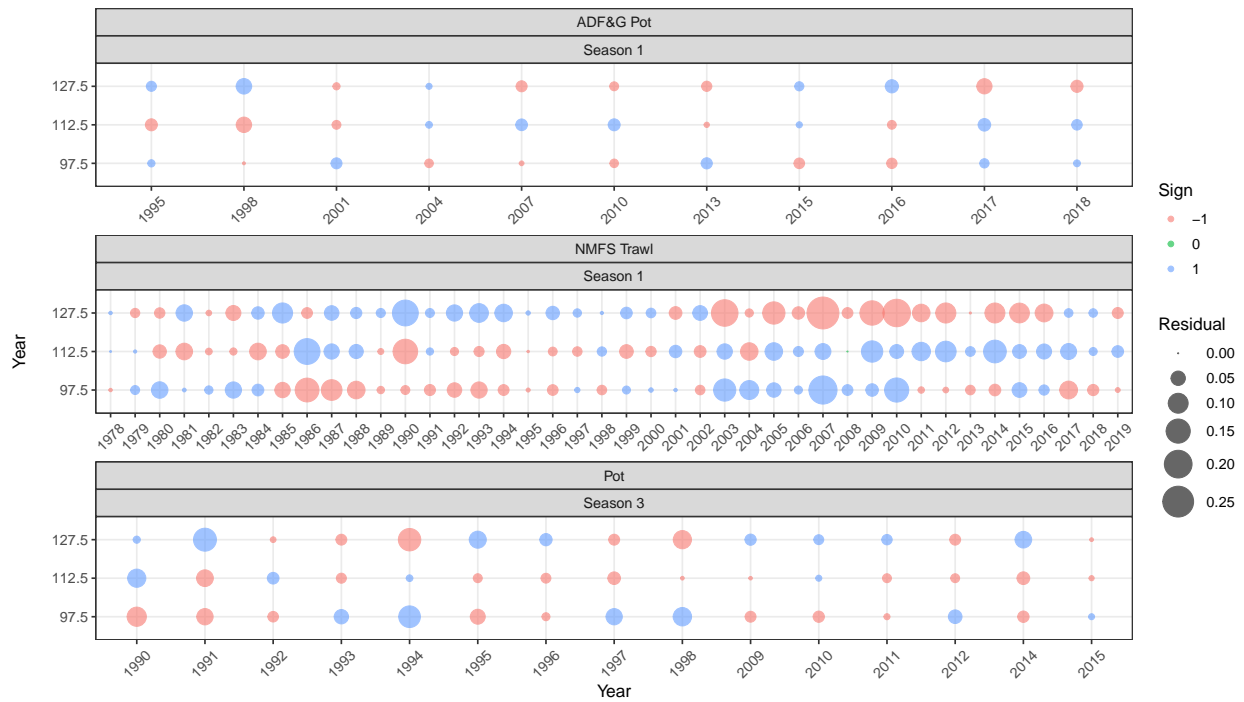 ADF&G Pot
Season 1
127.5
112.5
97.5
1995 1998 2001 2004 2007 2010 2013 2015 2016 2017 2018
NMFS Trawl
Season 1
127.5
112.5
97.5
1978 1979 1980 1981 1982 1983 1984 1985 1986 1987 1988 1989 1990 1991 1992 1993 1994 1995 1996 1997 1998 1999 2000 2001 2002 2003 2004 2005 2006 2007 2008 2009 2010 2011 2012 2013 2014 2015 2016 2017 2018 2019
Pot
Season 3
127.5
112.5
97.5
1990 1991 1992 1993 1994 1995 1996 1997 1998 2009 2010 2011 2012 2014 2015
Year
Year
Sign
−1
0
1
Residual
0.00
0.05
0.10
0.15
0.20
0.25